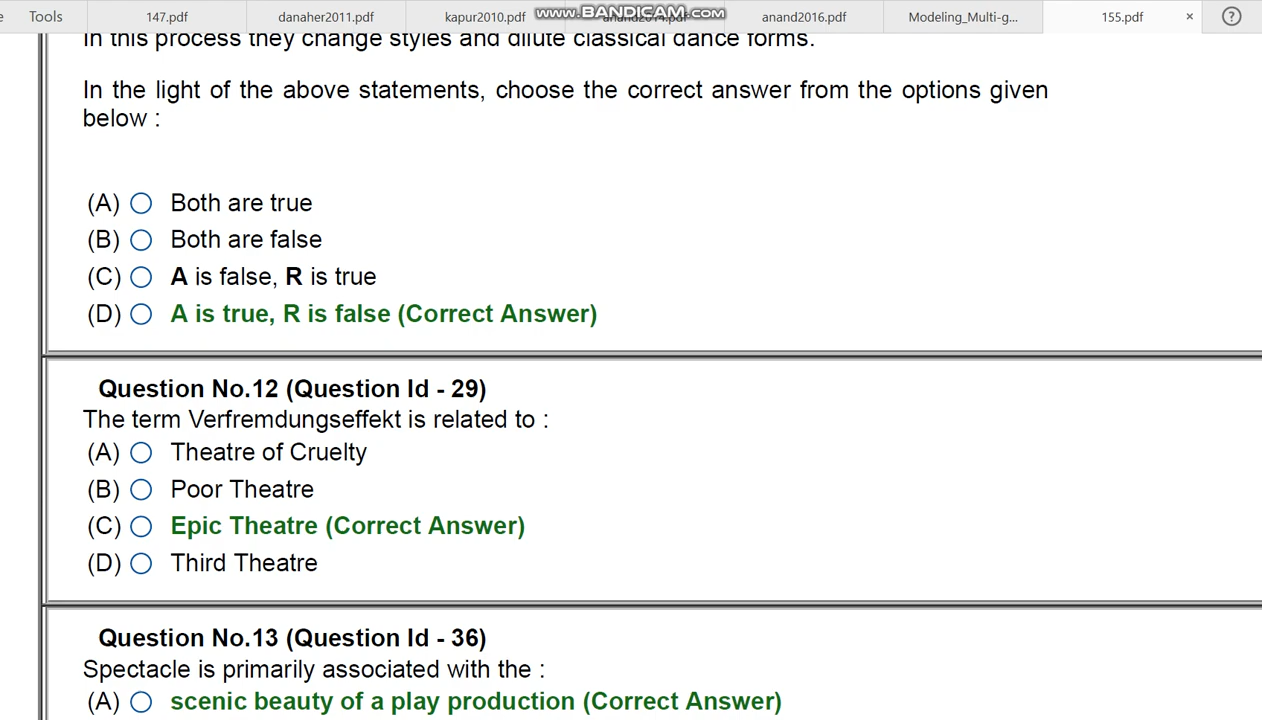 Tools 147.pdf danaher2011.pdf kapur2010.pdf anand2014.pdf anand2016.pdf Modeling_Multi-g... 155.pdf × ?
www.BANDICAM.com
In this process they change styles and dilute classical dance forms.
In the light of the above statements, choose the correct answer from the options given
below :
(A) Both are true
(B) Both are false
(C) A is false, R is true
(D) A is true, R is false (Correct Answer)
Question No.12 (Question Id - 29)
The term Verfremdungseffekt is related to :
(A) Theatre of Cruelty
(B) Poor Theatre
(C) Epic Theatre (Correct Answer)
(D) Third Theatre
Question No.13 (Question Id - 36)
Spectacle is primarily associated with the :
(A) scenic beauty of a play production (Correct Answer)